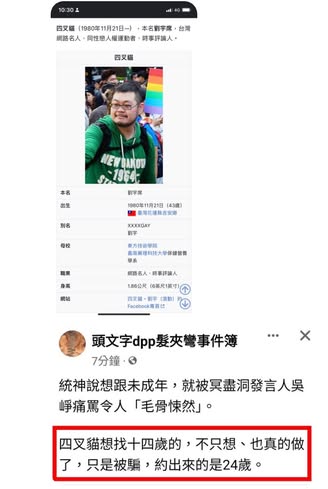 10:30
4G
四叉貓（1980年11月21日－），本名劉宇席，台灣
網路名人、同性戀人權運動者、時事評論人。
四叉貓
NEW BALANCE
1964
本名 劉宇席
出生 1980年11月21日（43歲）
臺灣花蓮縣吉安鄉
別名 XXXXGAY
劉宇
母校 東方技術學院
臺南護理科技大學保健營養
學系
職業 網路名人、時事評論人
身高 1.86公尺（6英尺1英寸）
網站 四叉貓－劉宇（激動）的
Facebook專頁
頭文字dpp髮夾彎事件簿
7分鐘
統神說想跟未成年，就被冥盡洞發言人吳
崢痛罵令人「毛骨悚然」。
四叉貓想找十四歲的，不只想、也真的做
了，只是被騙，約出來的是24歲。